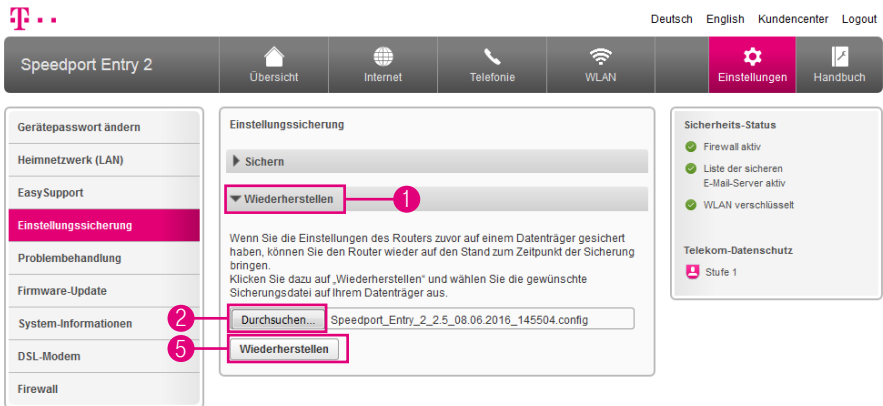 T
Deutsch English Kundencenter Logout
Speedport Entry 2
Übersicht
Internet
Telefonie
WLAN
Einstellungen
Handbuch
Gerätepasswort ändern
Heimnetzwerk (LAN)
EasySupport
Einstellungssicherung
Problembehandlung
Firmware-Update
System-Informationen
DSL-Modem
Firewall
Einstellungssicherung
Sichern
Wiederherstellen
1
Wenn Sie die Einstellungen des Routers zuvor auf einem Datenträger gesichert
haben, können Sie den Router wieder auf den Stand zum Zeitpunkt der Sicherung
bringen.
Klicken Sie dazu auf „Wiederherstellen“ und wählen Sie die gewünschte
Sicherungsdatei auf Ihrem Datenträger aus.
2
Durchsuchen... Speedport_Entry_2_2.5_08.06.2016_145504.config
5
Wiederherstellen
Sicherheits-Status
Firewall aktiv
Liste der sicheren
E-Mail-Server aktiv
WLAN verschlüsselt
Telekom-Datenschutz
Stufe 1